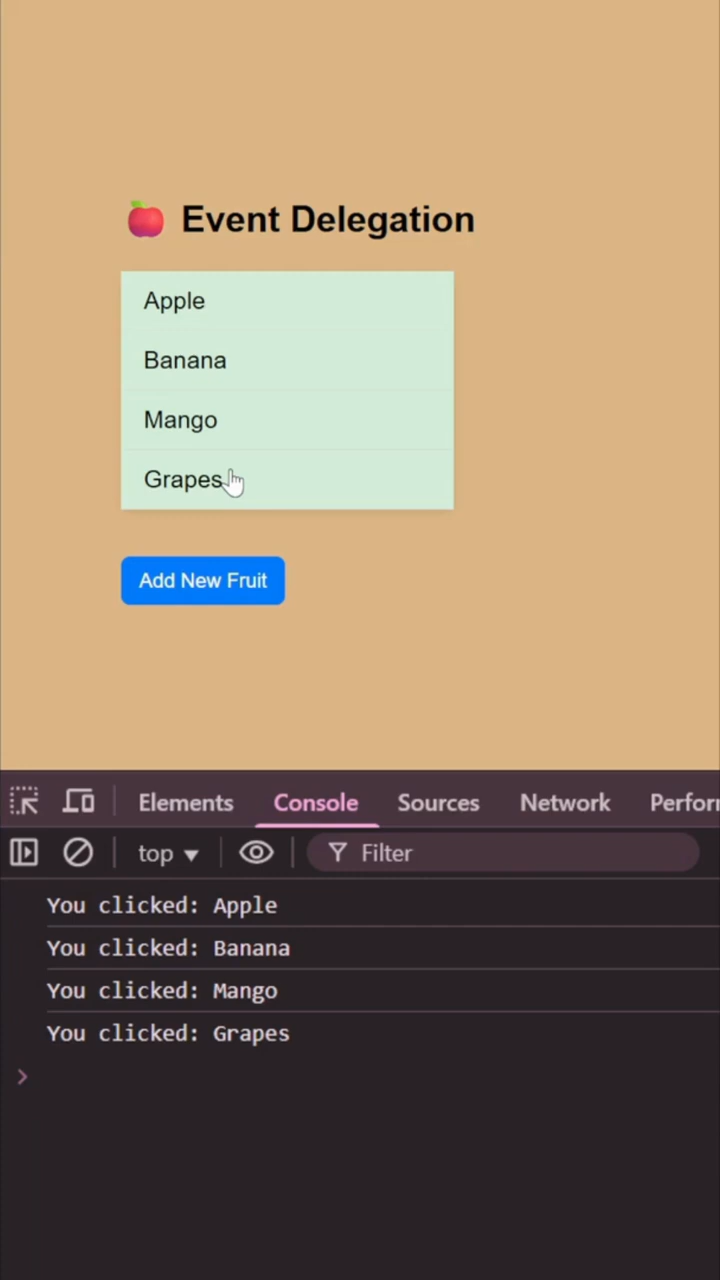 Event Delegation
Apple
Banana
Mango
Grapes
Add New Fruit
Elements Console Sources Network Perfor
top Filter
You clicked: Apple
You clicked: Banana
You clicked: Mango
You clicked: Grapes